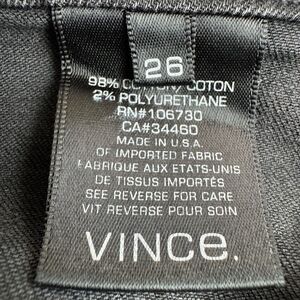 26
98% COTTON/COTON
2% POLYURETHANE
RN#106730
CA#34460
MADE IN U.S.A.
OF IMPORTED FABRIC
FABRIQUE AUX ETATS-UNIS
DE TISSUS IMPORTÉS
SEE REVERSE FOR CARE
VIT REVERSE POUR SOIN
VINCE.